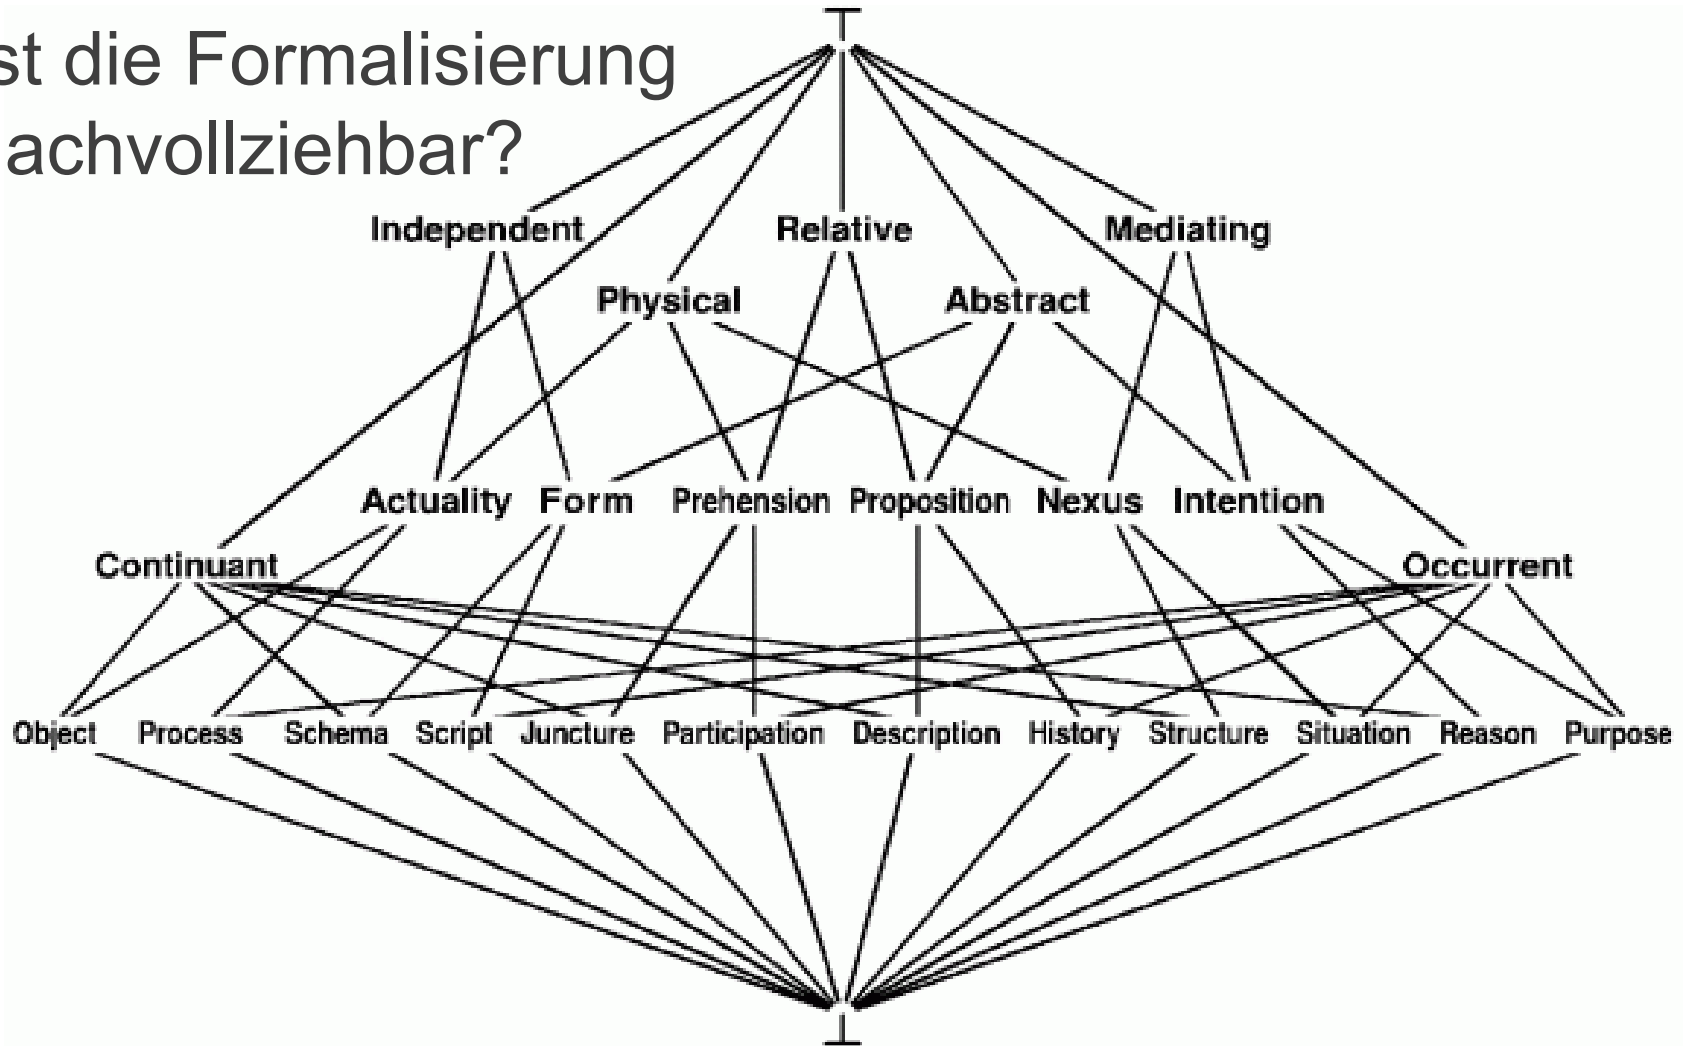 st die Formalisierung
achvollziehbar?
Independent Relative Mediating
Physical Abstract
Actuality Form Prehension Proposition Nexus Intention
Continuant Occurrent
Object Process Schema Script Juncture Participation Description History Structure Situation Reason Purpose